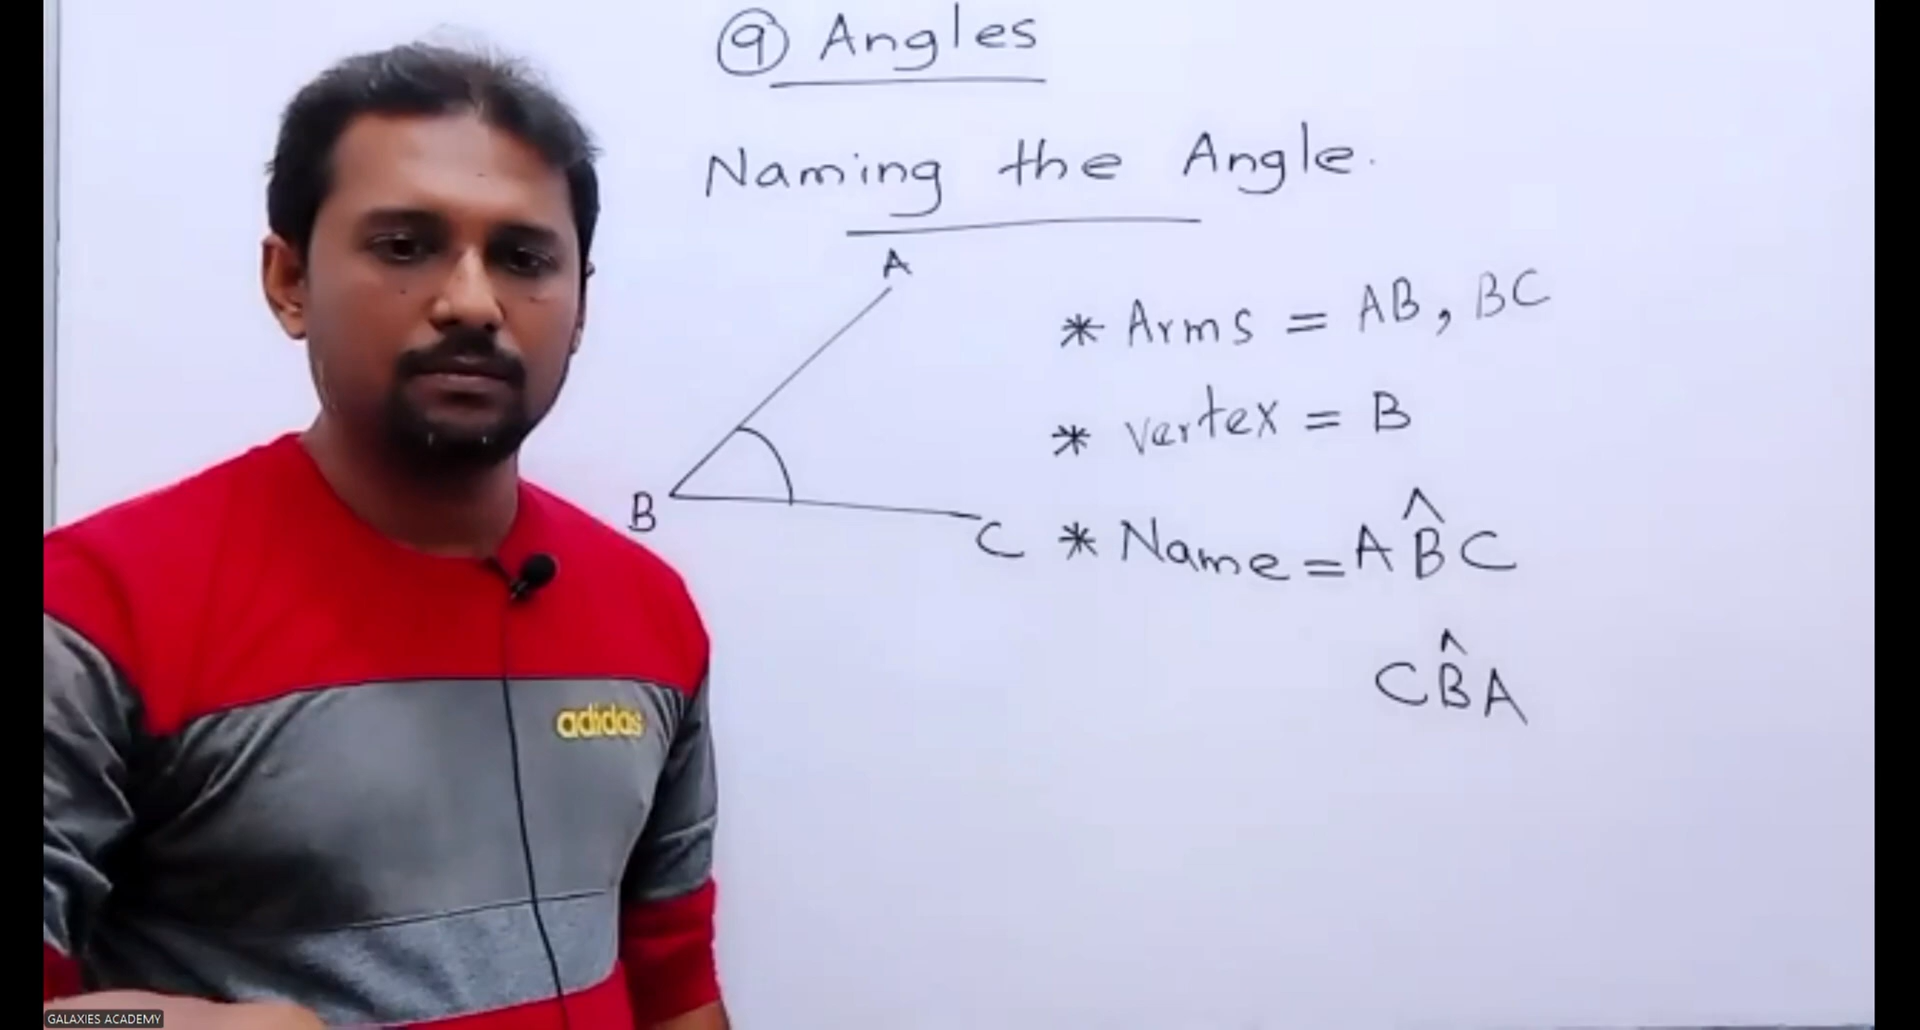 9 Angles
Naming the Angle.
A
B
C
* Arms = AB, BC
* Vertex = B
* Name = AB̂C
CB̂A
adidas
GALAXIES ACADEMY